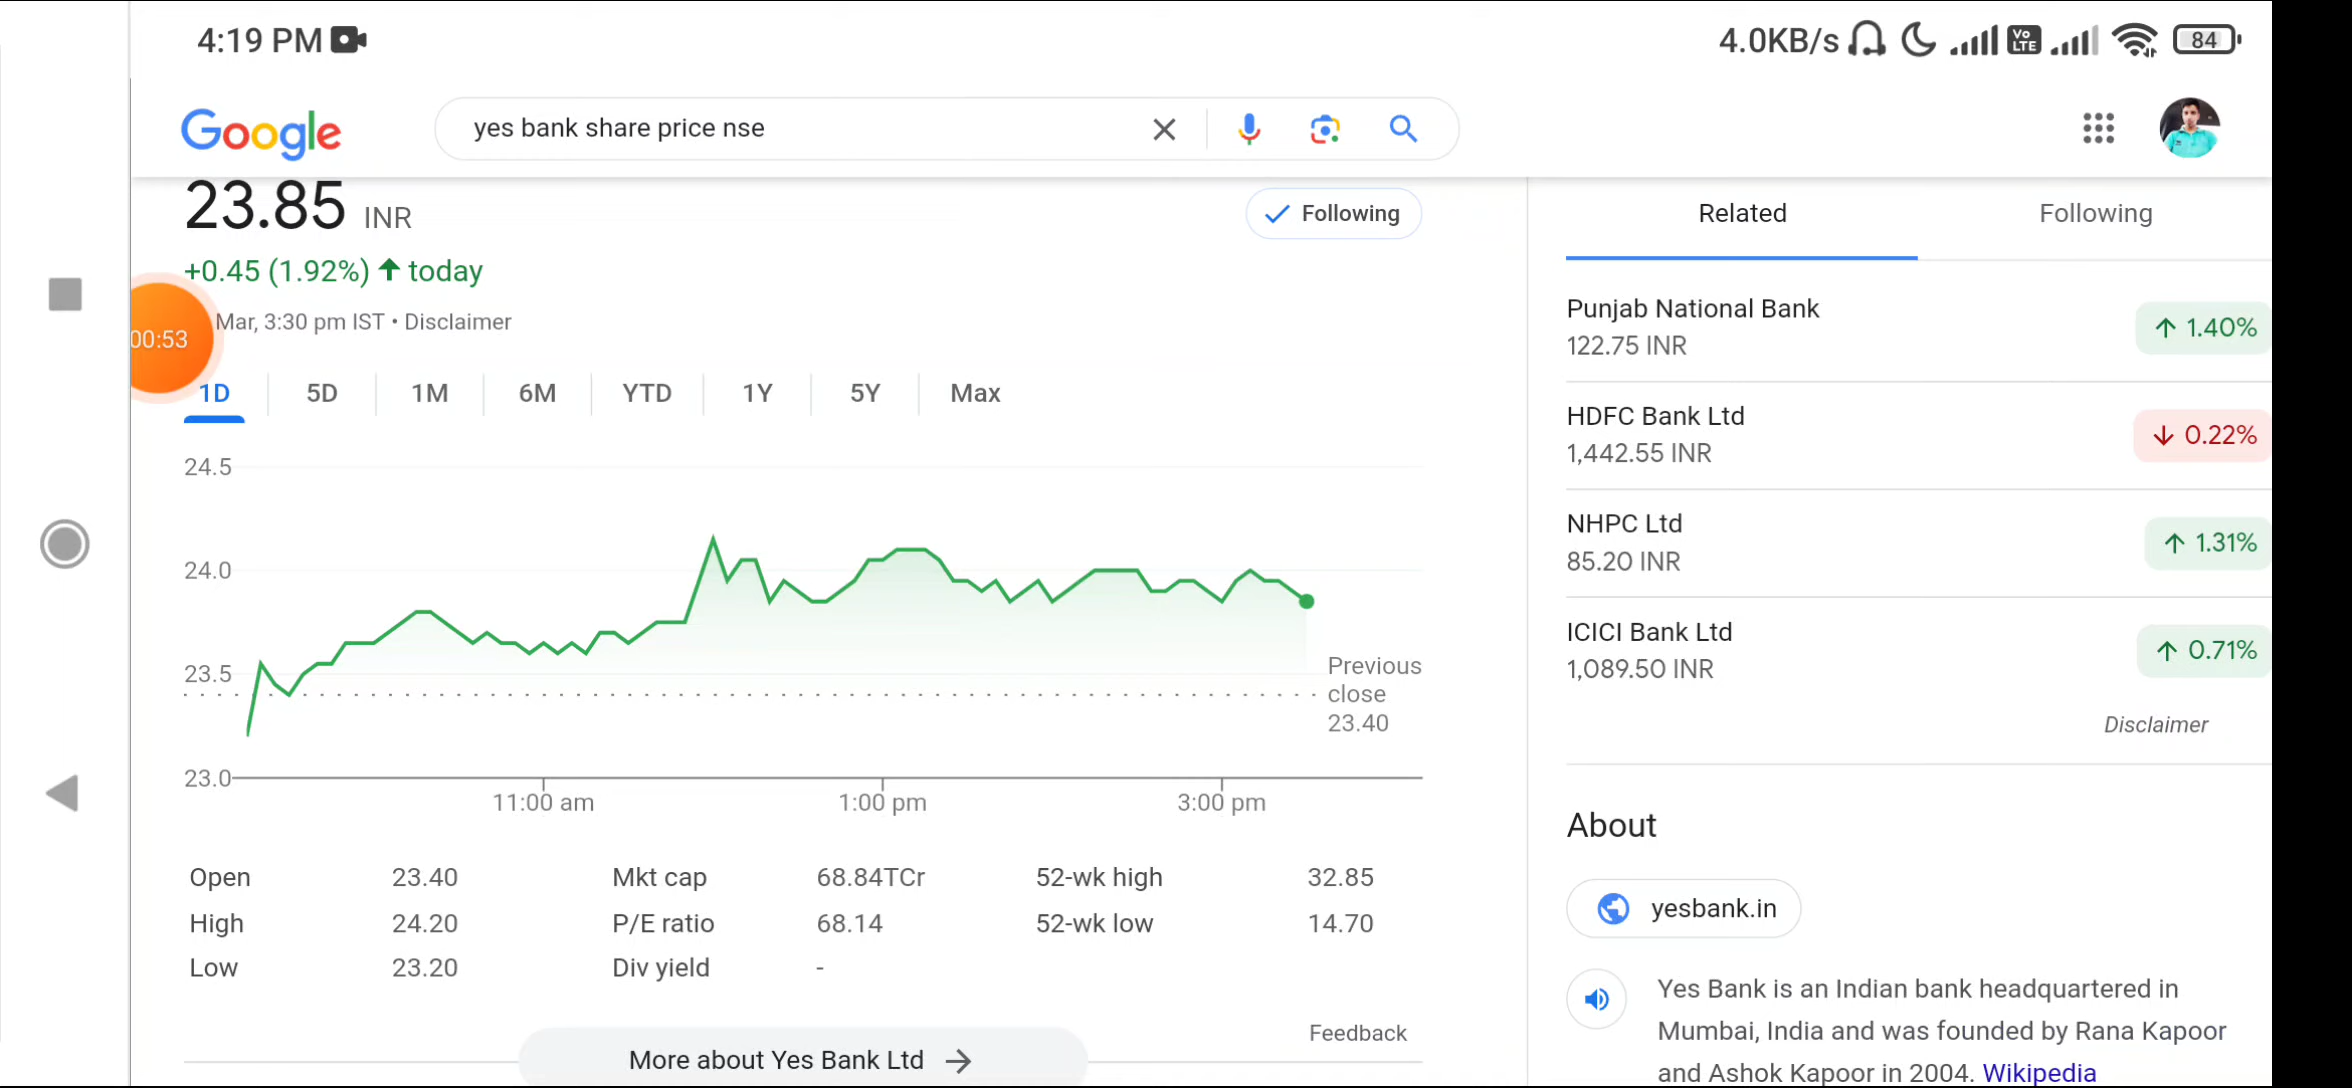 4:19 PM
4.0KB/s
Vo LTE
84
Google
yes bank share price nse
23.85 INR
Following
+0.45 (1.92%) today
Mar, 3:30 pm IST • Disclaimer
00:53
1D 5D 1M 6M YTD 1Y 5Y Max
24.5
24.0
23.5
23.0
Previous
close
23.40
11:00 am 1:00 pm 3:00 pm
Open 23.40 Mkt cap 68.84TCr 52-wk high 32.85
High 24.20 P/E ratio 68.14 52-wk low 14.70
Low 23.20 Div yield -
Feedback
More about Yes Bank Ltd
Related Following
Punjab National Bank
122.75 INR
1.40%
HDFC Bank Ltd
1,442.55 INR
0.22%
NHPC Ltd
85.20 INR
1.31%
ICICI Bank Ltd
1,089.50 INR
0.71%
Disclaimer
About
yesbank.in
Yes Bank is an Indian bank headquartered in
Mumbai, India and was founded by Rana Kapoor
and Ashok Kapoor in 2004. Wikipedia